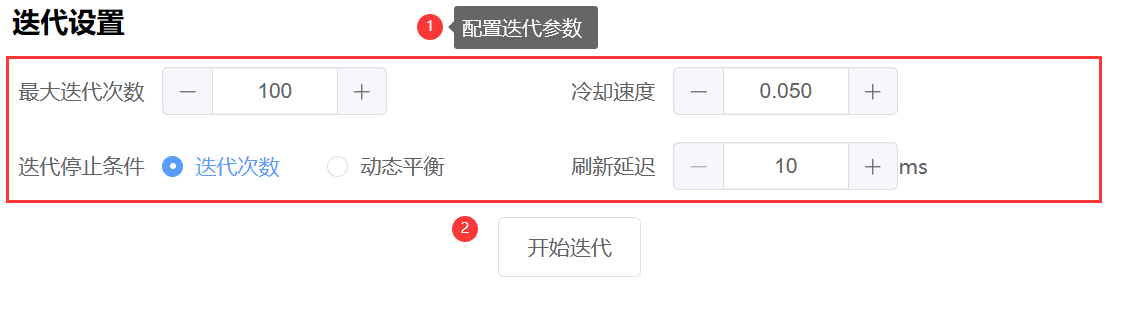 迭代设置
1 配置迭代参数
最大迭代次数 — 100 + 冷却速度 — 0.050 +
迭代停止条件 迭代次数 动态平衡 刷新延迟 — 10 + ms
2 开始迭代